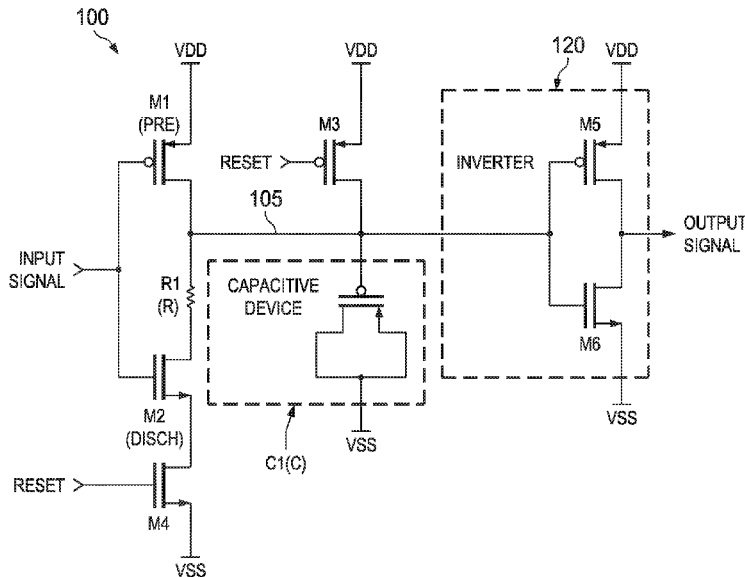 100
VDD
VDD
120
VDD
M1
(PRE)
M3
M5
RESET
INVERTER
105
OUTPUT
SIGNAL
INPUT
SIGNAL
R1
(R)
CAPACITIVE
DEVICE
M6
M2
(DISCH)
VSS
VSS
C1(C)
RESET
M4
VSS